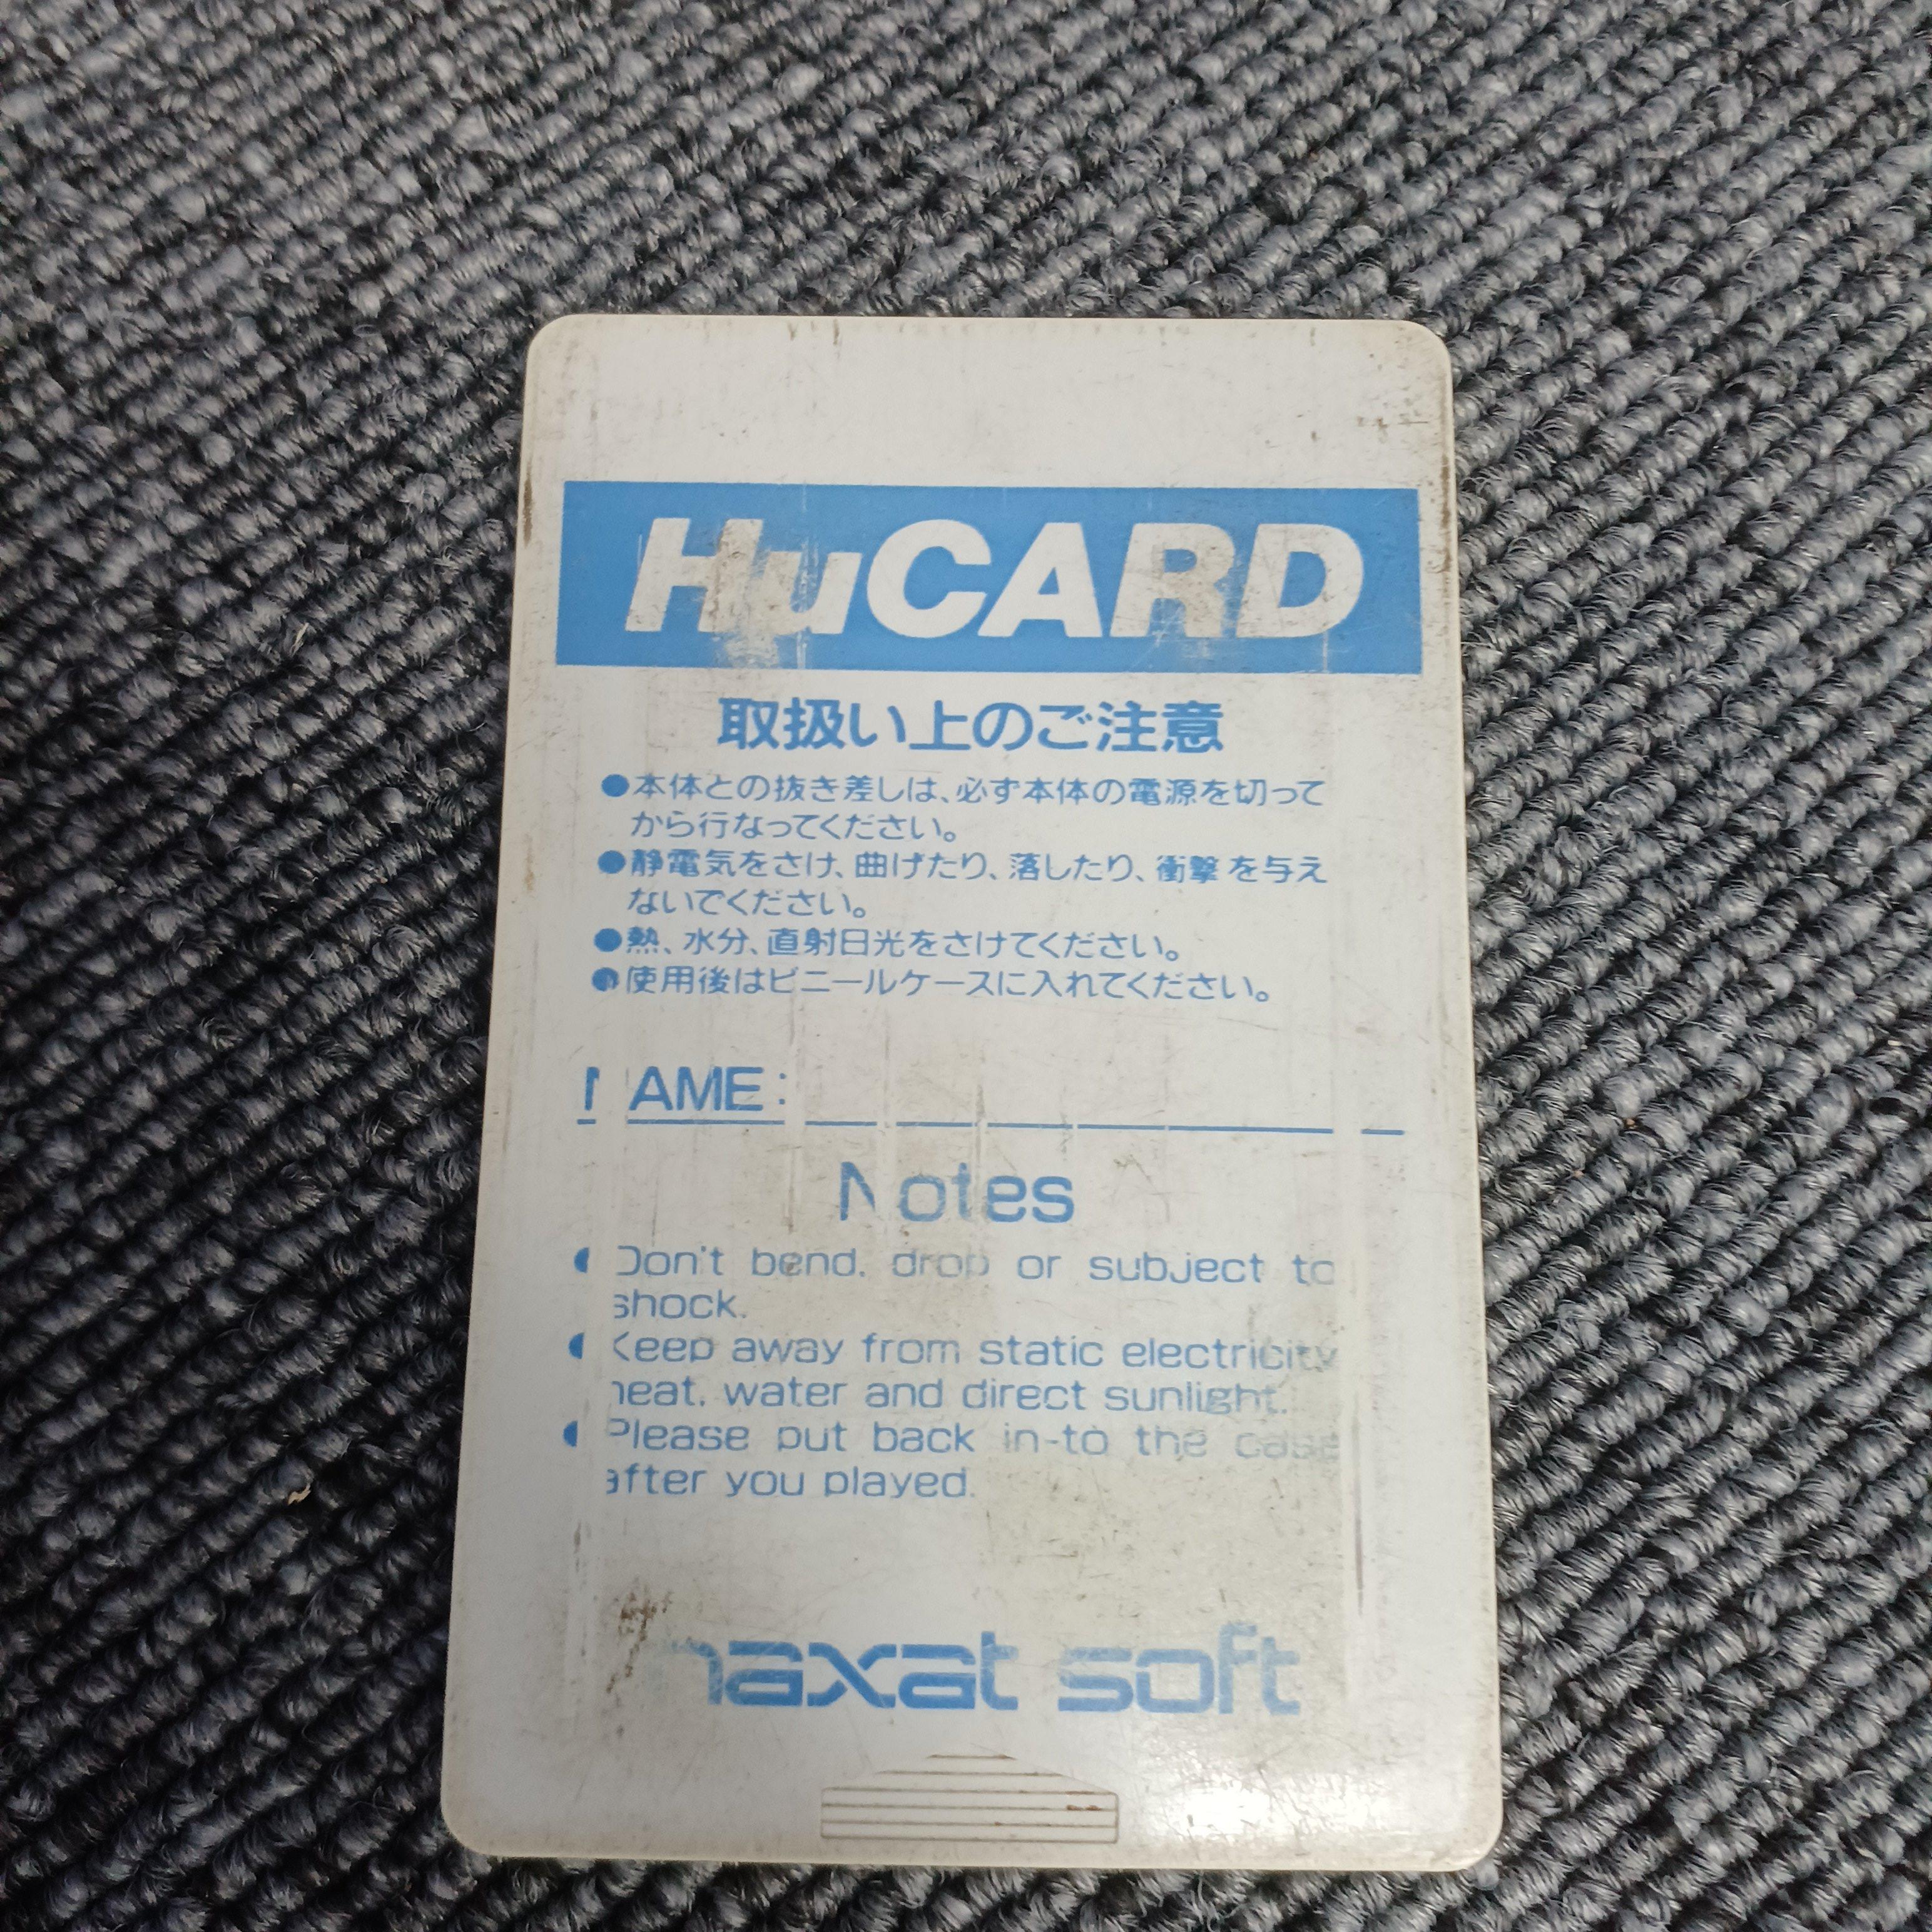 HuCARD
取扱い上のご注意
●本体との抜き差しは、必ず本体の電源を切って
から行なってください。
●静電気をさけ、曲げたり、落したり、衝撃を与え
ないでください。
●熱、水分、直射日光をさけてください。
●使用後はビニールケースに入れてください。
NAME:
Notes
●Don't bend, drop or subject to
shock.
●Keep away from static electricity
heat, water and direct sunlight.
●Please put back in-to the case
after you played.
naxat soft